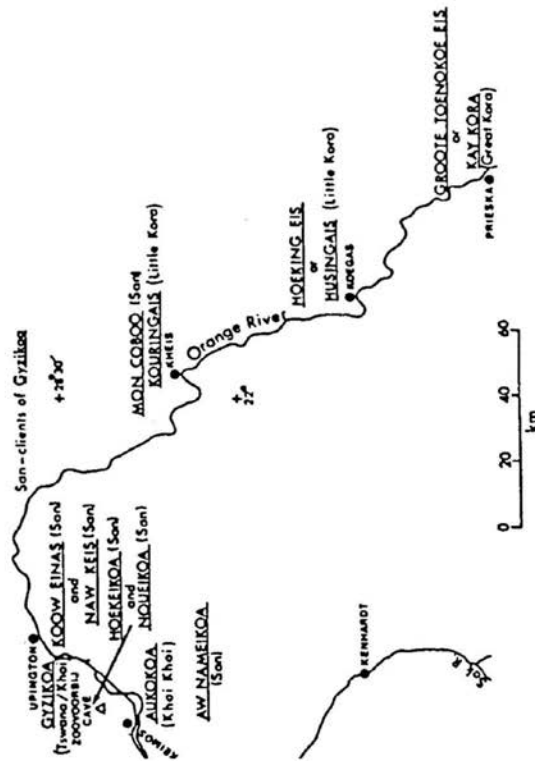 San-clients of Gyzikoa
+28°30'
UPINGTON
GYZIKOA
(Tswana/Khoi)
ZOOVOORBIJ
CAVE
KOOW EINAS (San)
and
NAW KEIS (San)
HOEKEIKOA (San)
and
NOUEIKOA (San)
KEIMOS
AUKOKOA
(Khoi Khoi)
AW NAMEIKOA
(San)
MON COBOO (San)
KOURINGAIS (Little Kora)
KHEIS
Orange River
+
22°
HOEKING EIS
or
HUSINGAIS (Little Kora)
KOEGAS
GROOTE TOENOKOE EIS
or
KAY KORA
(Great Kora)
PRIESKA
KENHARDT
0 20 40 60
km